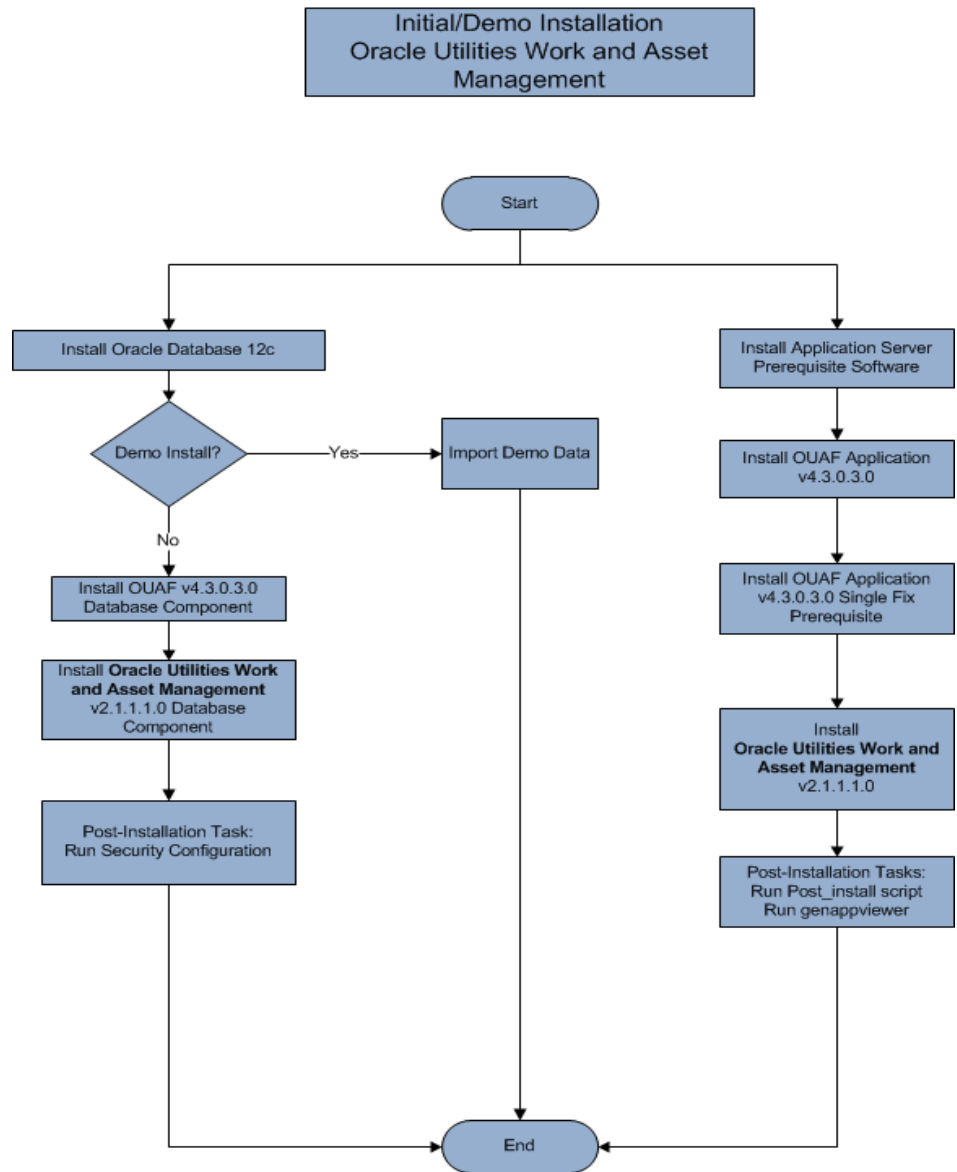 Initial/Demo Installation
Oracle Utilities Work and Asset
Management
Start
Install Oracle Database 12c
Install Application Server
Prerequisite Software
Demo Install?
Yes
Import Demo Data
Install OUAF Application
v4.3.0.3.0
No
Install OUAF v4.3.0.3.0
Database Component
Install OUAF Application
v4.3.0.3.0 Single Fix
Prerequisite
Install Oracle Utilities Work
and Asset Management
v2.1.1.1.0 Database
Component
Install
Oracle Utilities Work and
Asset Management
v2.1.1.1.0
Post-Installation Task:
Run Security Configuration
Post-Installation Tasks:
Run Post_install script
Run genappviewer
End